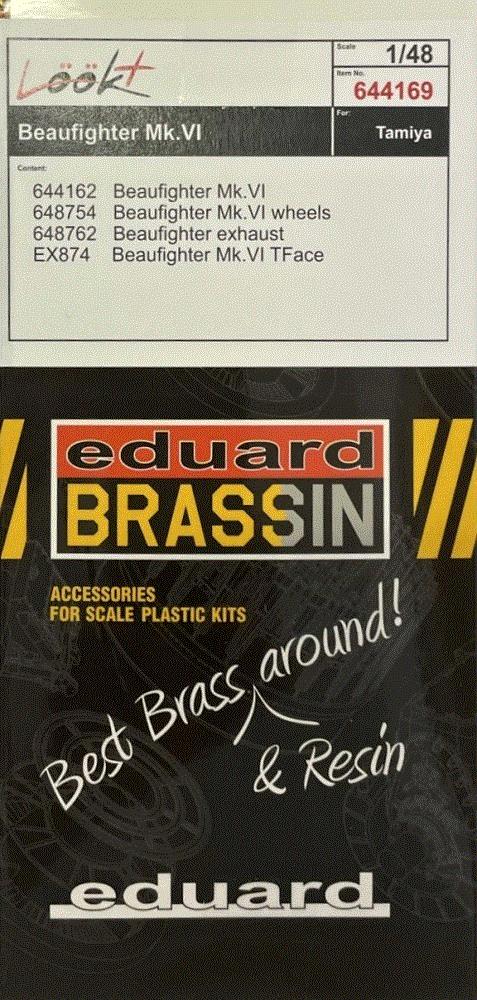 Löök+
Scale
1/48
Item No.
644169
Beaufighter Mk.VI
For:
Tamiya
Content:
644162 Beaufighter Mk.VI
648754 Beaufighter Mk.VI wheels
648762 Beaufighter exhaust
EX874 Beaufighter Mk.VI TFace
eduard
BRASSIN
ACCESSORIES
FOR SCALE PLASTIC KITS
Best Brass around!
& Resin
eduard